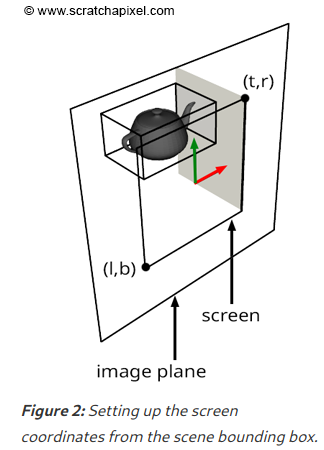 © www.scratchapixel.com
(t,r)
(l,b)
screen
image plane
Figure 2: Setting up the screen
coordinates from the scene bounding box.